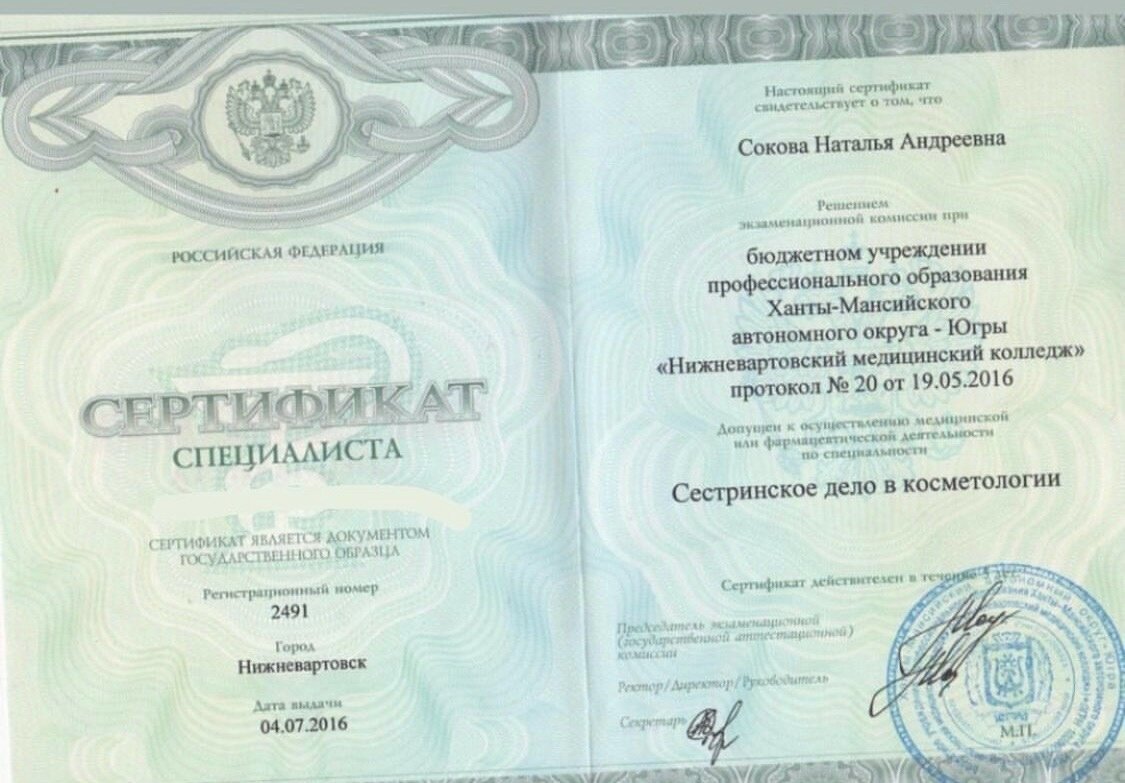 РОССИЙСКАЯ ФЕДЕРАЦИЯ
СЕРТИФИКАТ
СПЕЦИАЛИСТА
СЕРТИФИКАТ ЯВЛЯЕТСЯ ДОКУМЕНТОМ
ГОСУДАРСТВЕННОГО ОБРАЗЦА
Регистрационный номер
2491
Город
Нижневартовск
Дата выдачи
04.07.2016
Настоящий сертификат
свидетельствует о том, что
Сокова Наталья Андреевна
Решением
экзаменационной комиссии при
бюджетном учреждении
профессионального образования
Ханты-Мансийского
автономного округа - Югры
«Нижневартовский медицинский колледж»
протокол № 20 от 19.05.2016
Допущен к осуществлению медицинской
или фармацевтической деятельности
по специальности
Сестринское дело в косметологии
Сертификат действителен в течение 5 лет
Председатель экзаменационной
(государственной аттестационной)
комиссии
Ректор/Директор/Руководитель
Секретарь
М.П.